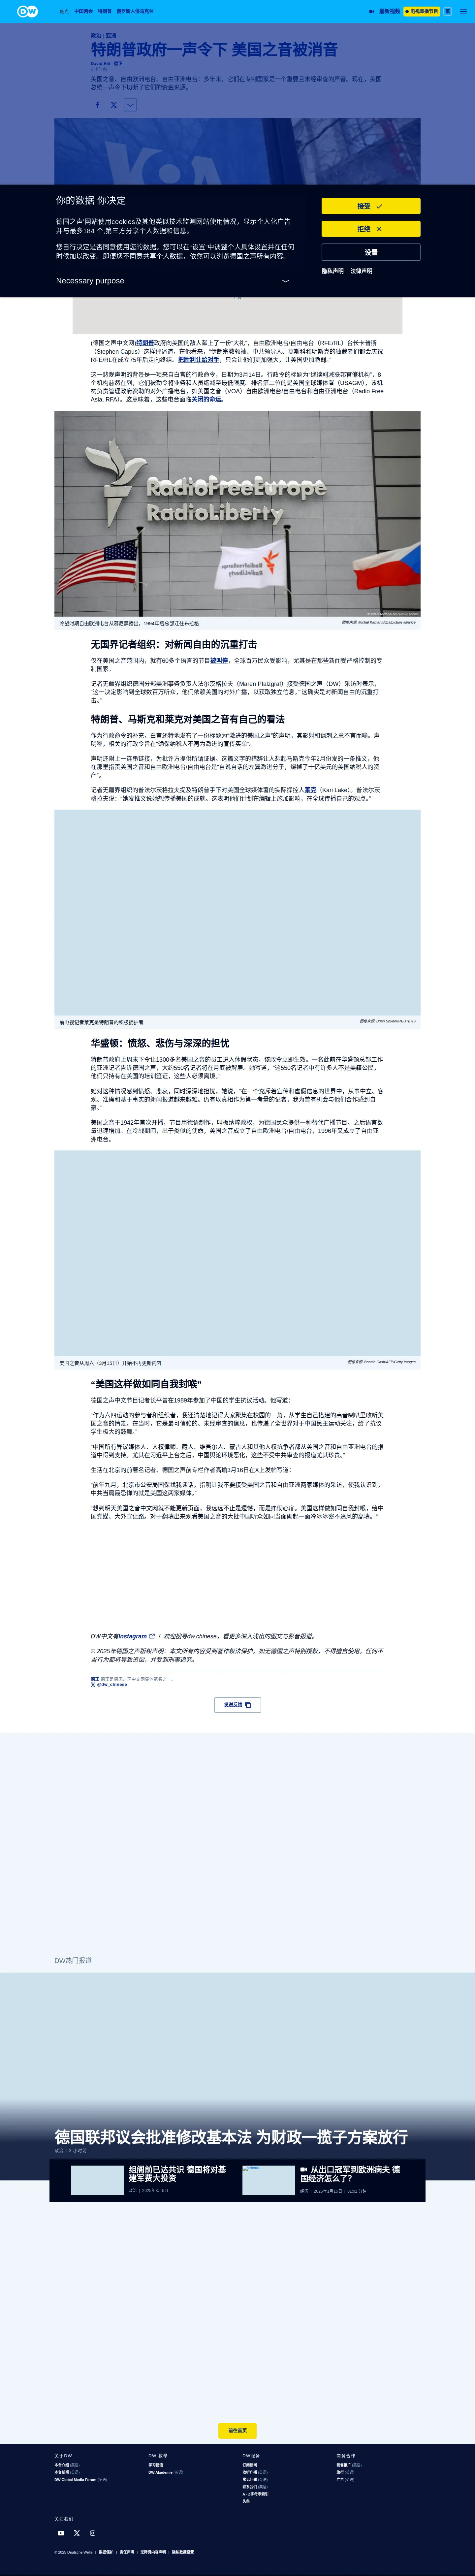 DW
焦点 中国两会 特朗普 俄罗斯入侵乌克兰
最新视频 电视直播节目
政治 | 亚洲
特朗普政府一声令下 美国之音被消音
David Ehl | 德正
美国之音、自由欧洲电台、自由亚洲电台：多年来，它们在专制国家是一个重要且未经审查的声音。现在，美国
总统一声令下切断了它们的资金来源。
你的数据 你决定
德国之声'网站使用cookies及其他类似技术监测网站使用情况，显示个人化广告
并与最多184 个;第三方分享个人数据和信息。
您自行决定是否同意使用您的数据。您可以在"设置"中调整个人具体设置并在任何
时候加以改变。即便您不同意共享个人数据，依然可以浏览德国之声所有内容。
Necessary purpose
接受
拒绝
设置
隐私声明 | 法律声明
(德国之声中文网)特朗普政府向美国的敌人献上了一份"大礼"。自由欧洲电台/自由电台（RFE/RL）台长卡普斯
（Stephen Capus）这样评述道，在他看来，"伊朗宗教领袖、中共领导人、莫斯科和明斯克的独裁者们都会庆祝
RFE/RL在成立75年后走向终结。把胜利让给对手，只会让他们更加强大，让美国更加脆弱。"
这一悲观声明的背景是一项来自白宫的行政命令，日期为3月14日。行政令的标题为"继续削减联邦官僚机构"，8
个机构赫然在列，它们被勒令将业务和人员缩减至最低限度。排名第二位的是美国全球媒体署（USAGM），该机
构负责管理政府资助的对外广播电台，如美国之音（VOA）自由欧洲电台/自由电台和自由亚洲电台（Radio Free
Asia, RFA）。这意味着，这些电台面临关闭的命运。
RadioFreeEurope
RadioLiberty
冷战时期自由欧洲电台从慕尼黑播出，1994年后总部迁往布拉格
图像来源: Michal Kamaryt/dpa/picture alliance
无国界记者组织：对新闻自由的沉重打击
仅在美国之音范围内，就有60多个语言的节目被叫停，全球百万民众受影响，尤其是在那些新闻受严格控制的专
制国家。
记者无疆界组织德国分部美洲事务负责人法尔茨格拉夫（Maren Pfalzgraf）接受德国之声（DW）采访时表示，
"这一决定影响到全球数百万听众，他们依赖美国的对外广播，以获取独立信息。""这确实是对新闻自由的沉重打
击。"
特朗普、马斯克和莱克对美国之音有自己的看法
作为行政命令的补充，白宫还特地发布了一份标题为"激进的美国之声"的声明，其影射和讽刺之意不言而喻。声
明称，相关的行政令旨在"确保纳税人不再为激进的宣传买单"。
声明还附上一连串链接，为批评方提供所谓证据。这篇文字的措辞让人想起马斯克今年2月份发的一条推文，他
在那里指责美国之音和自由欧洲电台/自由电台是"自说自话的左翼激进分子，烧掉了十亿美元的美国纳税人的资
产"。
记者无疆界组织的普法尔茨格拉夫提及特朗普手下对美国全球媒体署的实际操控人莱克（Kari Lake）。普法尔茨
格拉夫说："她发推文说她想传播美国的成就。这表明他们计划在编辑上施加影响，在全球传播自己的观点。"
前电视记者莱克是特朗普的积极拥护者
图像来源: Brian Snyder/REUTERS
华盛顿：愤怒、悲伤与深深的担忧
特朗普政府上周末下令让1300多名美国之音的员工进入休假状态，该政令立即生效。一名此前在华盛顿总部工作
的亚洲记者告诉德国之声，大约550名记者将在月底被解雇。她写道，"这550名记者中有许多人不是美籍公民，
他们只持有在美国的培训签证，这些人必须离境。"
她对这种情况感到愤怒、悲哀，同时深深地担忧。她说，"在一个充斥着宣传和虚假信息的世界中，从事中立、客
观、准确和基于事实的新闻报道越来越难。仍有以真相作为第一考量的记者，我为曾有机会与他们合作感到自
豪。"
美国之音于1942年首次开播，节目用德语制作，叫板纳粹政权，为德国民众提供一种替代广播节目。之后语言数
量迅速增加。在冷战期间，出于类似的使命，美国之音成立了自由欧洲电台/自由电台，1996年又成立了自由亚
洲电台。
美国之音从周六（3月15日）开始不再更新内容
图像来源: Bonnie Cash/AFP/Getty Images
"美国这样做如同自我封喉"
德国之声中文节目记者长平曾在1989年参加了中国的学生抗议活动。他写道：
"作为六四运动的参与者和组织者，我还清楚地记得大家聚集在校园的一角，从学生自己搭建的高音喇叭里收听美
国之音的情景。在当时，它是最可信赖的、未经审查的信息，也传递了全世界对于中国民主运动关注，给了抗议
学生极大的鼓舞。"
"中国所有异议媒体人、人权律师、藏人、维吾尔人、蒙古人和其他人权抗争者都从美国之音和自由亚洲电台的报
道中得到支持。尤其在习近平上台之后，中国舆论环境恶化，这些不受中共审查的报道尤其珍贵。"
生活在北京的前著名记者、德国之声前专栏作者高瑜3月16日在X上发帖写道：
"前年九月，北京市公安局国保找我谈话，指明让我不要接受美国之音和自由亚洲两家媒体的采访，使我认识到，
中共当局最忌惮的就是美国这两家媒体。"
"想到明天美国之音中文网就不能更新页面，我远远不止是遗憾，而是痛彻心扉。美国这样做如同自我封喉，给中
国党媒、大外宣让路，对于翻墙出来观看美国之音的大批中国听众如同当面砌起一面冷冰冰密不透风的高墙。"
DW中文有Instagram ！欢迎搜寻dw.chinese，看更多深入浅出的图文与影音报道。
© 2025年德国之声版权声明：本文所有内容受到著作权法保护，如无德国之声特别授权，不得擅自使用。任何不
当行为都将导致追偿，并受到刑事追究。
德正 德正是德国之声中文网集体笔名之一。
@dw_chinese
发送反馈
DW热门报道
德国联邦议会批准修改基本法 为财政一揽子方案放行
政治 | 3 小时前
组阁前已达共识 德国将对基
建军费大投资
政治 | 2025年3月5日
从出口冠军到欧洲病夫 德
国经济怎么了?
经济 | 2025年1月15日 | 02:02 分钟
前往首页
关于DW
本台介绍 (英语)
本台新闻 (英语)
DW Global Media Forum (英语)
DW 教学
学习德语
DW Akademie (英语)
DW服务
订阅新闻
收听广播 (英语)
常见问题 (英语)
联系我们 (英语)
A - Z字母序索引
头条
商务合作
销售推广 (英语)
旅行 (英语)
广告 (英语)
关注我们
© 2025 Deutsche Welle | 数据保护 | 责任声明 | 无障碍内容声明 | 隐私数据设置